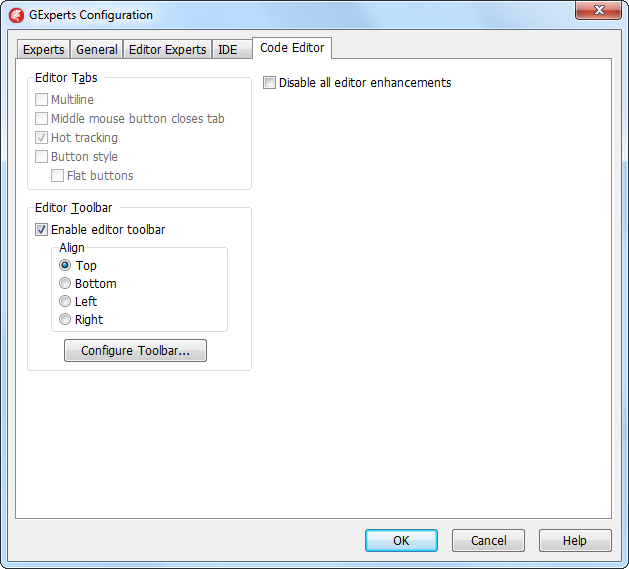 GExperts Configuration
Experts
General
Editor Experts
IDE
Code Editor
Editor Tabs
Multiline
Middle mouse button closes tab
Hot tracking
Button style
Flat buttons
Disable all editor enhancements
Editor Toolbar
Enable editor toolbar
Align
Top
Bottom
Left
Right
Configure Toolbar...
OK
Cancel
Help